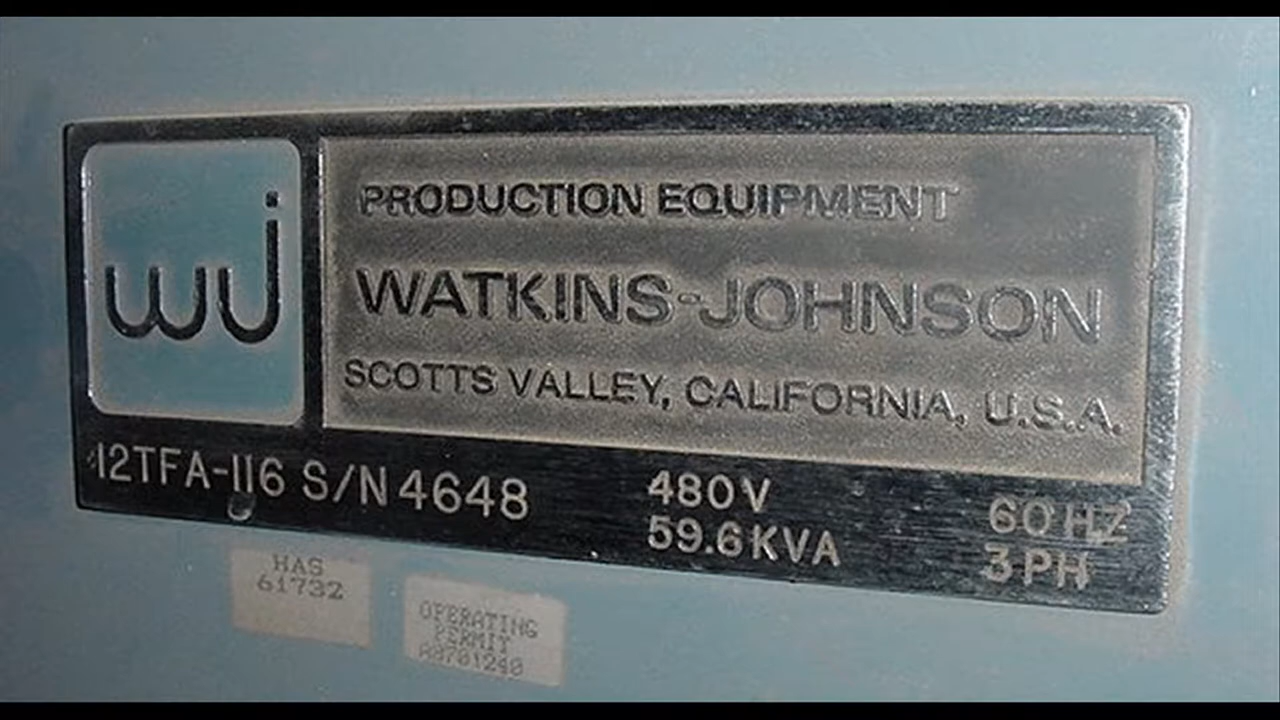 wj
PRODUCTION EQUIPMENT
WATKINS-JOHNSON
SCOTTS VALLEY, CALIFORNIA, U.S.A.
12TFA-116 S/N 4648
480V
59.6KVA
60HZ
3PH
HAS
61732
OPERATING
PERMIT
A0701240